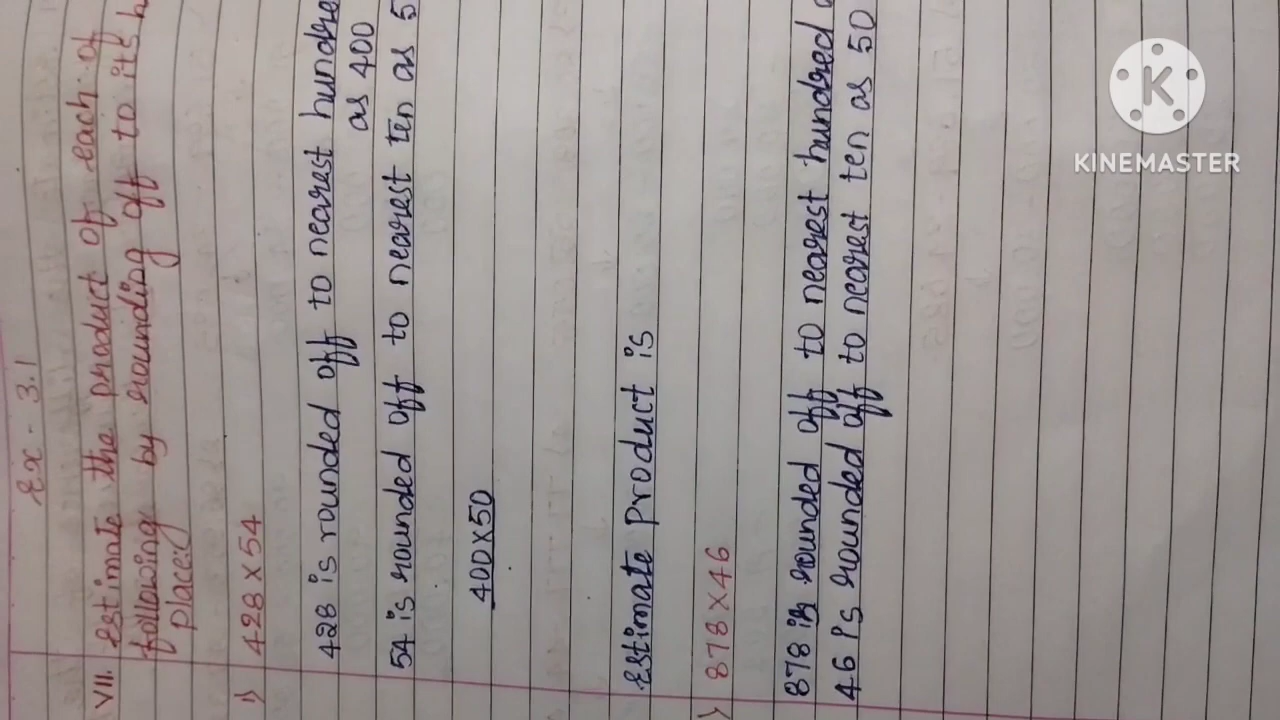 Ex - 3.1
VII. Estimate the product of each of
following by rounding off to its h
place:
1) 428 x 54
428 is rounded off to nearest hundre
as 400
54 is rounded off to nearest ten as 5
400x50
Estimate Product is
) 878 x 46
878 is rounded off to nearest hundred a
46 is rounded off to nearest ten as 50
KINEMASTER